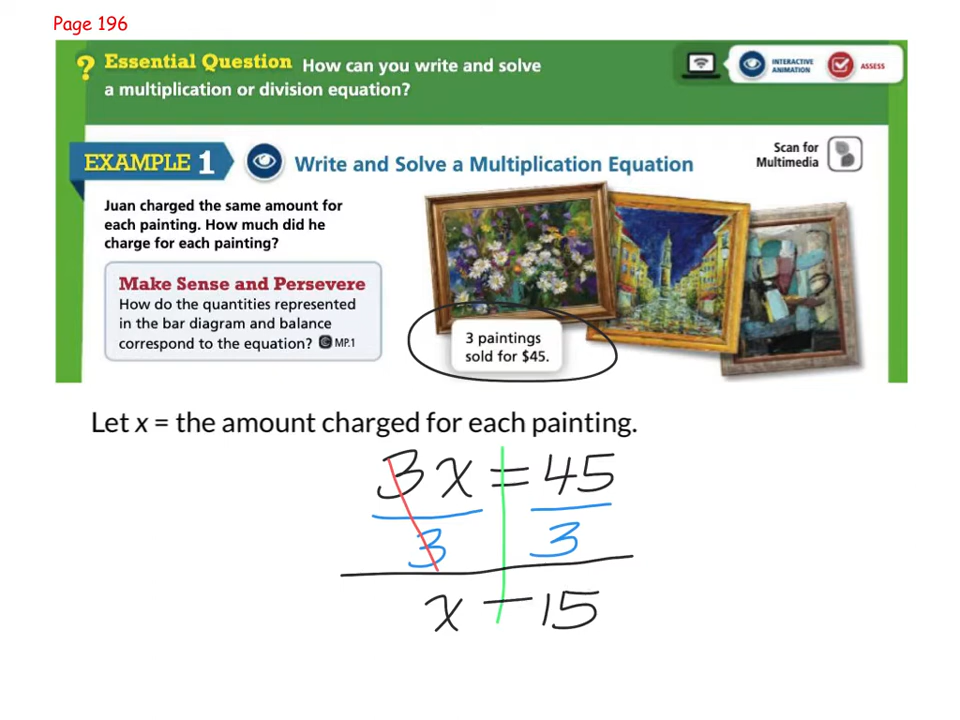 Page 196
? Essential Question How can you write and solve
a multiplication or division equation?
INTERACTIVE
ANIMATION
ASSESS
EXAMPLE 1 Write and Solve a Multiplication Equation
Scan for
Multimedia
Juan charged the same amount for
each painting. How much did he
charge for each painting?
Make Sense and Persevere
How do the quantities represented
in the bar diagram and balance
correspond to the equation? MP.1
3 paintings
sold for $45.
Let x = the amount charged for each painting.
3x = 45
3 3
x – 15